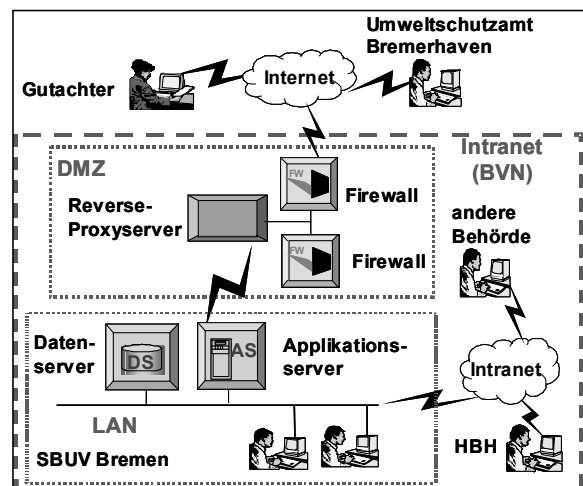 Umweltschutzamt
Bremerhaven
Internet
Gutachter
DMZ
Intranet
(BVN)
FW
Firewall
Reverse-
Proxyserver
FW
Firewall
andere
Behörde
Daten-
server
DS
AS
Applikations-
server
Intranet
LAN
SBUV Bremen
HBH